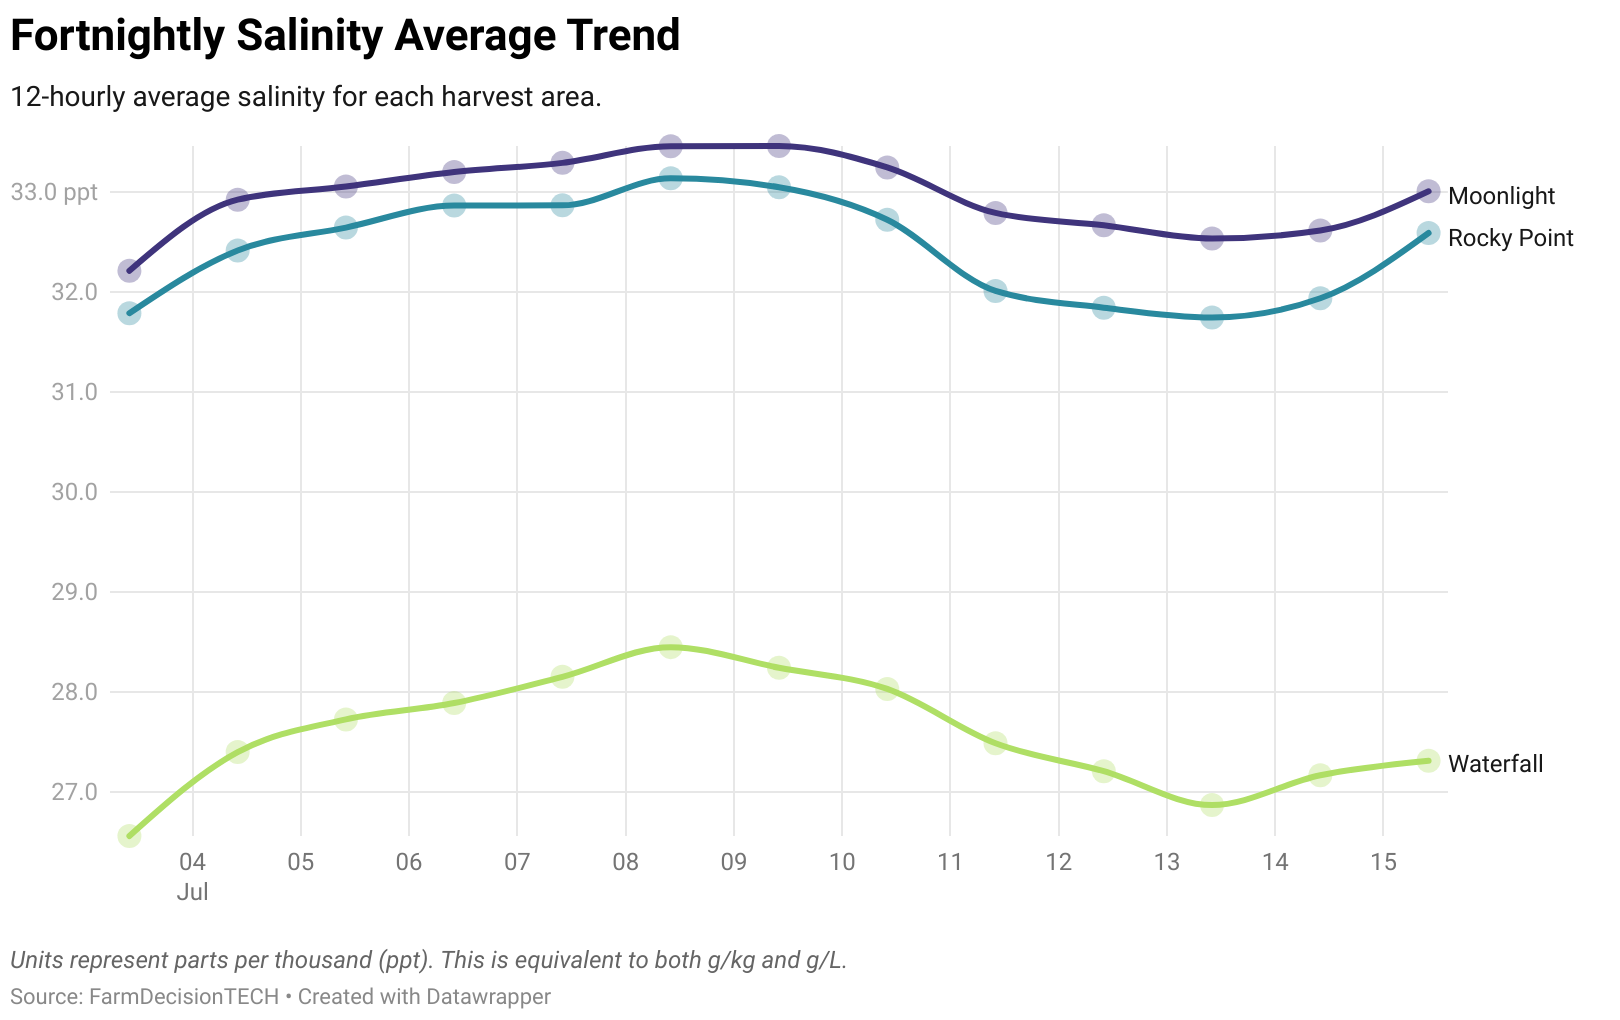 Fortnightly Salinity Average Trend
12-hourly average salinity for each harvest area.
33.0 ppt
32.0
31.0
30.0
29.0
28.0
27.0
Moonlight
Rocky Point
Waterfall
04 05 06 07 08 09 10 11 12 13 14 15
Jul
Units represent parts per thousand (ppt). This is equivalent to both g/kg and g/L.
Source: FarmDecisionTECH • Created with Datawrapper